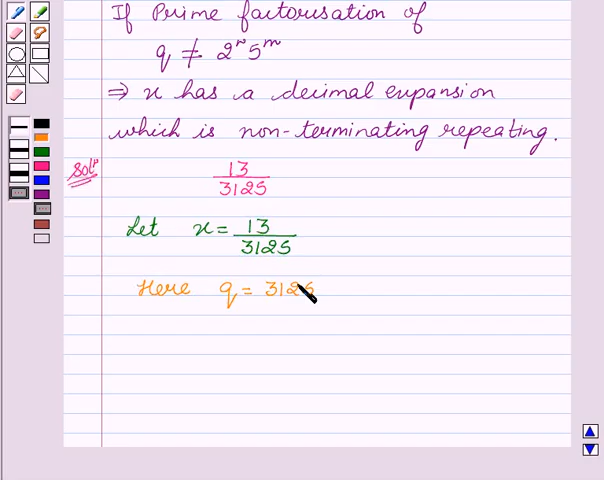 If Prime factorisation of
q ≠ 2ⁿ5ᵐ
⇒ x has a decimal expansion
which is non-terminating repeating.
Solⁿ 13/3125
Let x = 13/3125
Here q = 3125